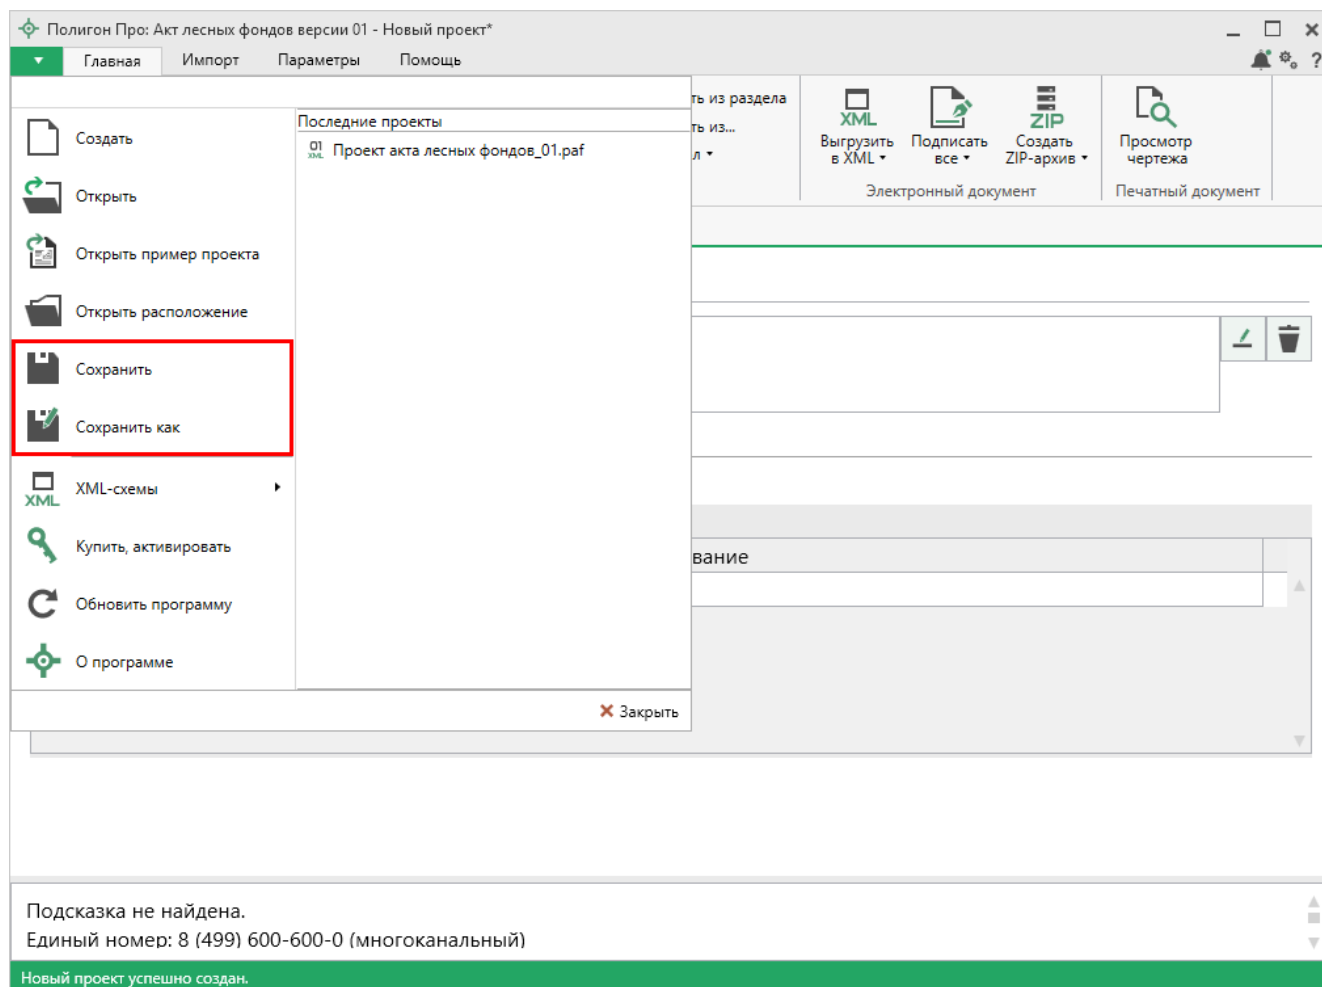 Полигон Про: Акт лесных фондов версии 01 - Новый проект*
Главная Импорт Параметры Помощь
?
Создать
Открыть
Открыть пример проекта
Открыть расположение
Сохранить
Сохранить как
XML
XML-схемы
Купить, активировать
Обновить программу
О программе
Последние проекты
01
XML
Проект акта лесных фондов_01.paf
Закрыть
ть из раздела
ть из...
л
XML
Выгрузить
в XML
Подписать
все
ZIP
Создать
ZIP-архив
Электронный документ
Просмотр
чертежа
Печатный документ
вание
Подсказка не найдена.
Единый номер: 8 (499) 600-600-0 (многоканальный)
Новый проект успешно создан.